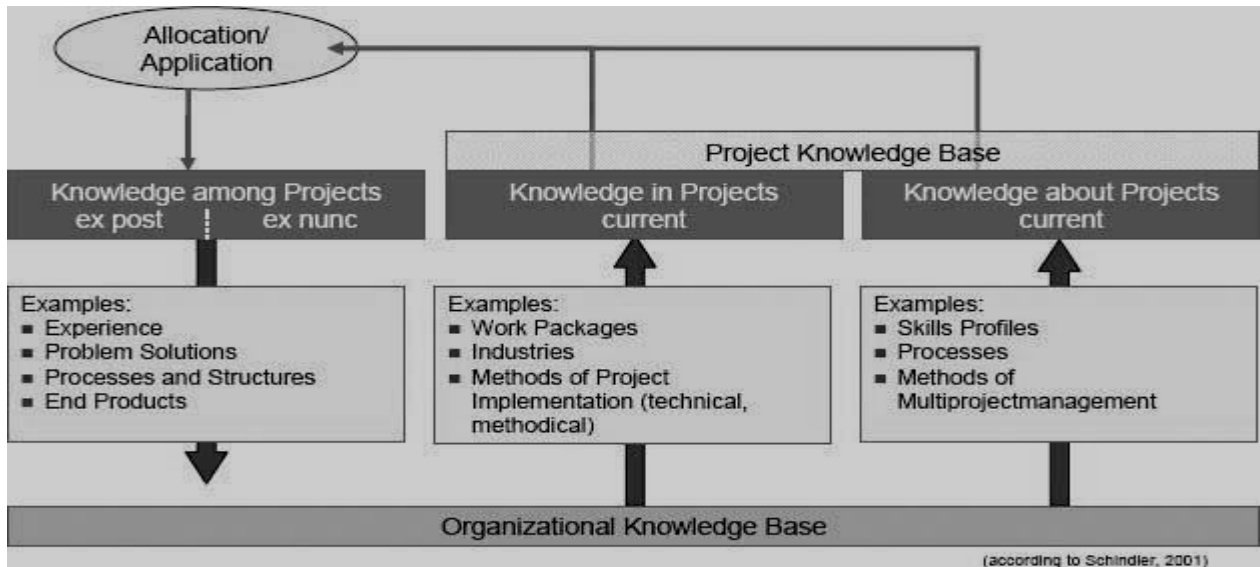 Allocation/
Application
Project Knowledge Base
Knowledge among Projects
ex post ex nunc
Knowledge in Projects
current
Knowledge about Projects
current
Examples:
▪ Experience
▪ Problem Solutions
▪ Processes and Structures
▪ End Products
Examples:
▪ Work Packages
▪ Industries
▪ Methods of Project
Implementation (technical,
methodical)
Examples:
▪ Skills Profiles
▪ Processes
▪ Methods of
Multiprojectmanagement
Organizational Knowledge Base
(according to Schindler, 2001)